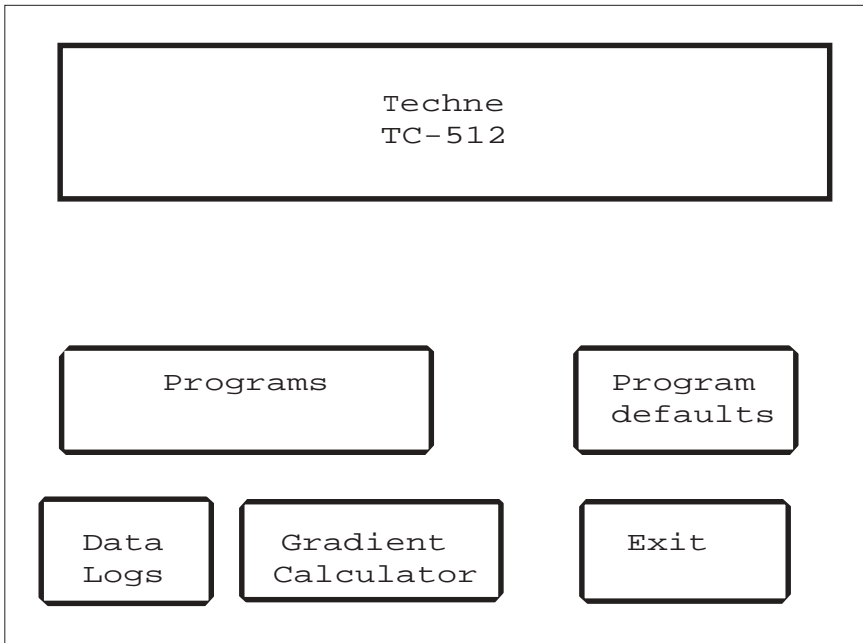 Techne
TC-512
Programs
Program
defaults
Data
Logs
Gradient
Calculator
Exit